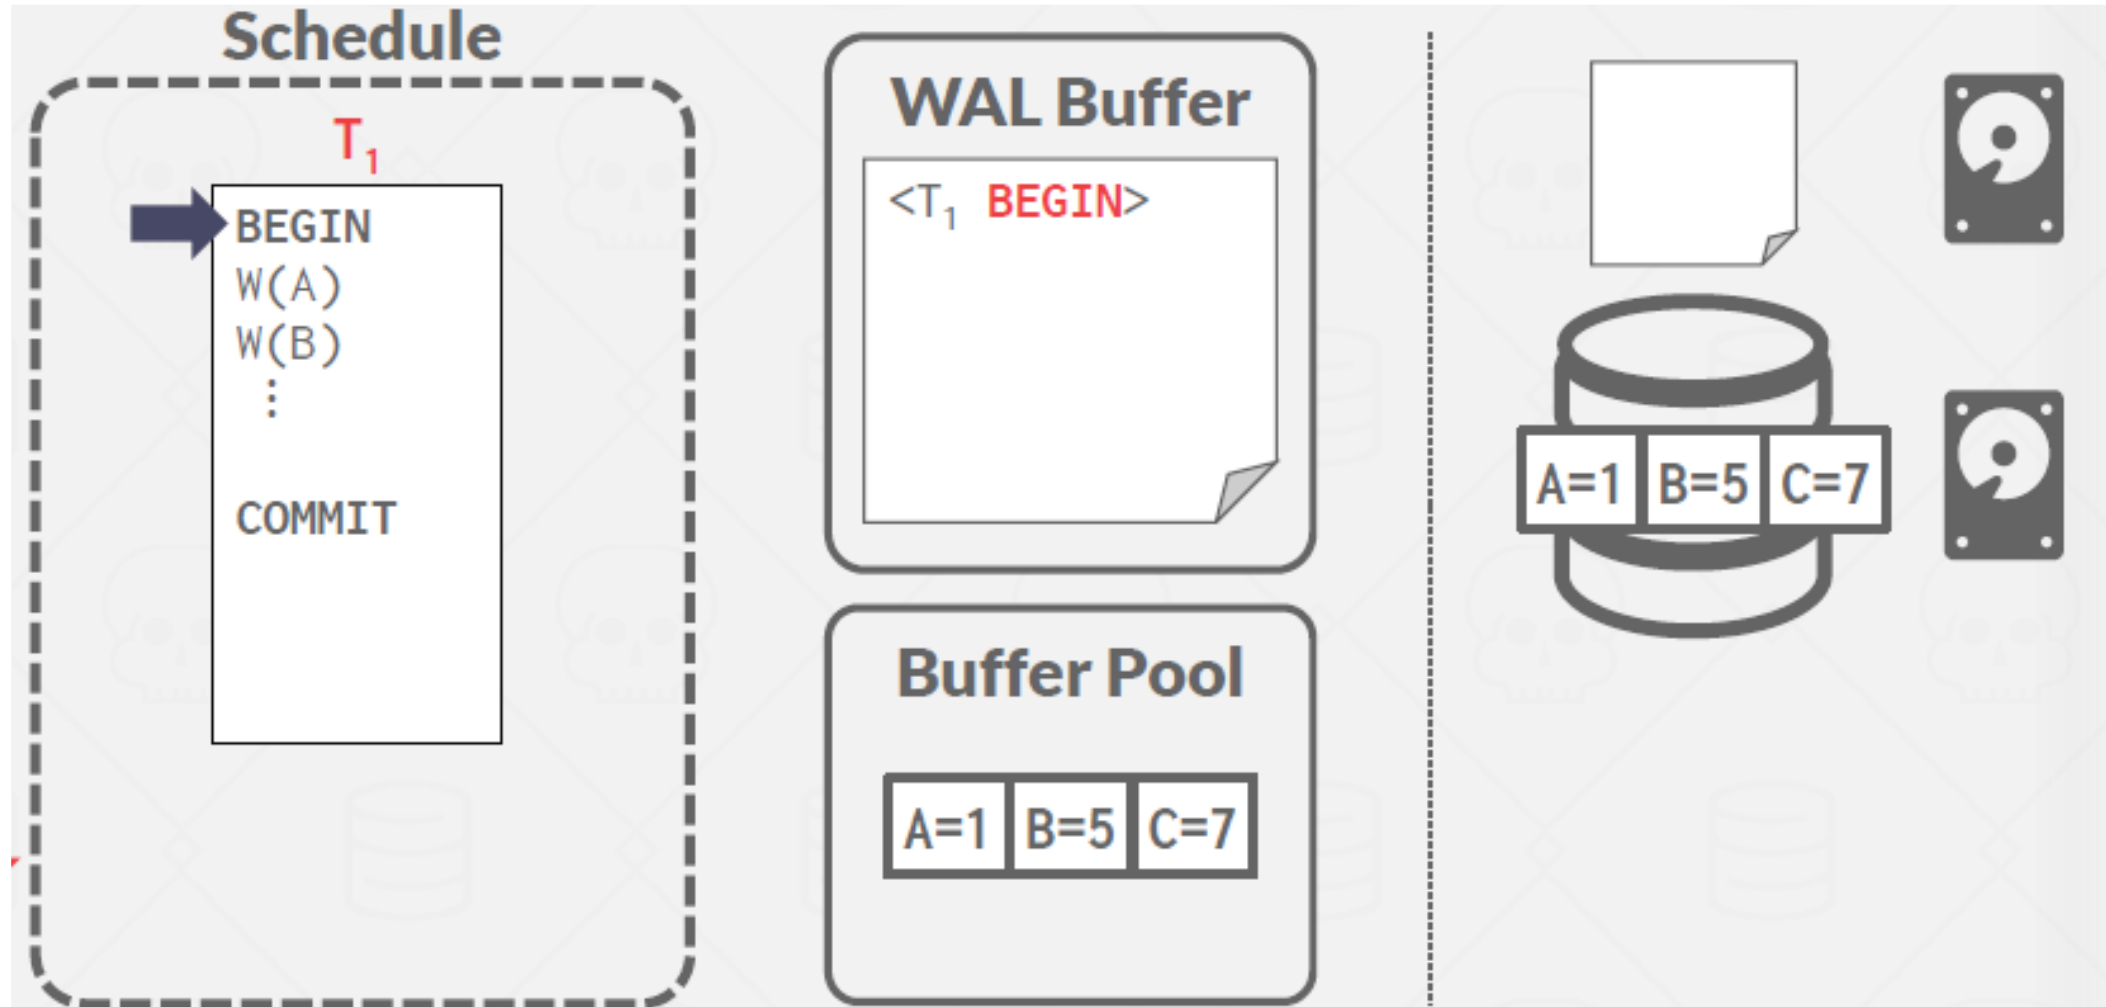 Schedule
T₁
BEGIN
W(A)
W(B)
⋮
COMMIT
WAL Buffer
<T₁ BEGIN>
Buffer Pool
A=1 B=5 C=7
A=1 B=5 C=7